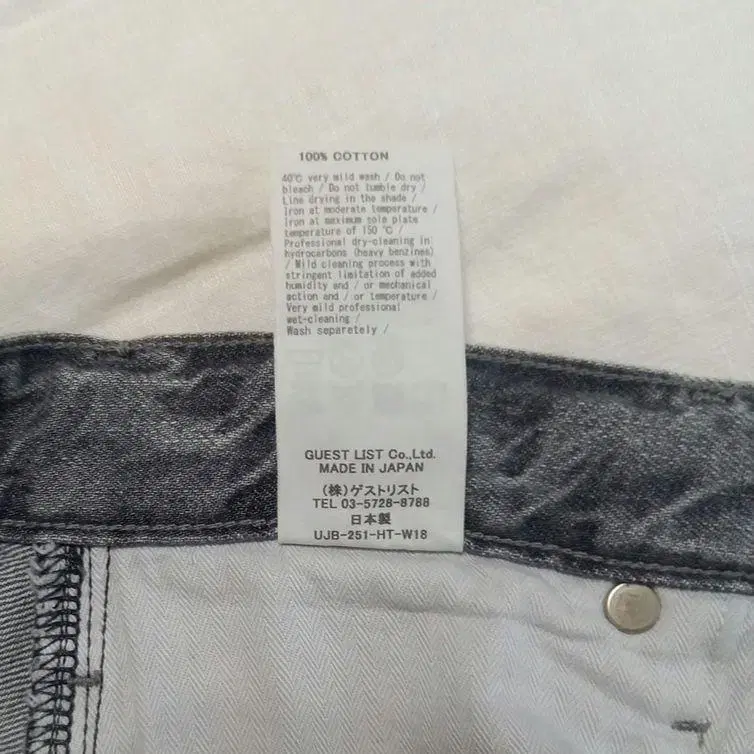 100% COTTON
40℃ very mild wash / Do not
bleach / Do not tumble dry /
Line drying in the shade /
Iron at moderate temperature /
Iron at maximum sole plate
temperature of 150 ℃ /
Professional dry-cleaning in
hydrocarbons (heavy benzines)
/ Mild cleaning process with
stringent limitation of added
humidity and / or mechanical
action and / or temperature /
Very mild professional
wet-cleaning /
Wash separately /
GUEST LIST Co.,Ltd.
MADE IN JAPAN
(株)ゲストリスト
TEL 03-5728-8788
日本製
UJB-251-HT-W18